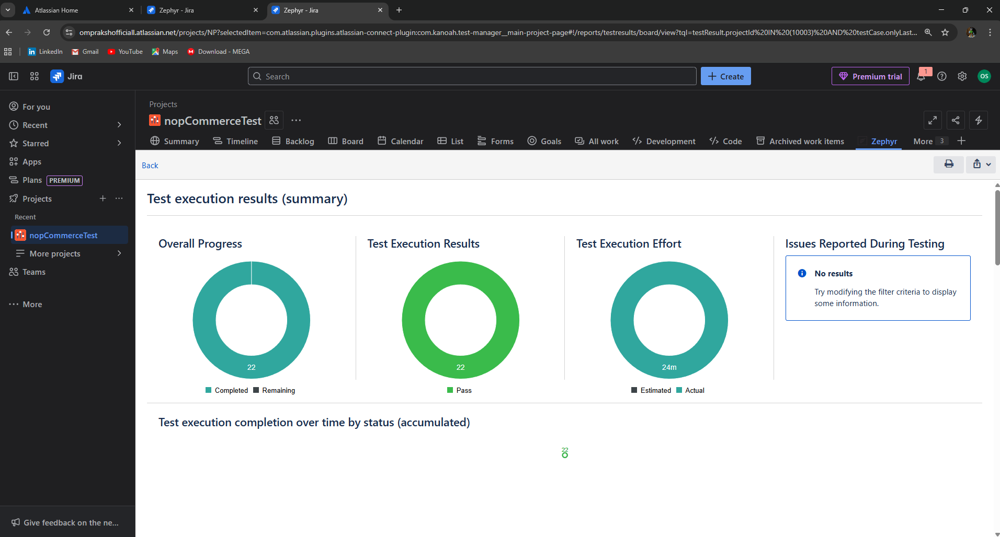 Atlassian Home
Zephyr - Jira
Zephyr - Jira
omprakshofficiall.atlassian.net/projects/NP?selectedItem=com.atlassian.plugins.atlassian-connect-plugin:com.kanoah.test-manager__main-project-page#!/reports/testresults/board/view?tql=testResult.projectId%20IN%20(10003)%20AND%20testCase.onlyLast...
LinkedIn
Gmail
YouTube
Maps
Download - MEGA
Jira
Search
Create
Premium trial
1
OS
For you
Recent
Starred
Apps
Plans PREMIUM
Projects
Recent
nopCommerceTest
More projects
Teams
More
Give feedback on the ne...
Projects
nopCommerceTest
Summary
Timeline
Backlog
Board
Calendar
List
Forms
Goals
All work
Development
Code
Archived work items
Zephyr
More 3
Back
Test execution results (summary)
Overall Progress
22
Completed Remaining
Test Execution Results
22
Pass
Test Execution Effort
24m
Estimated Actual
Issues Reported During Testing
No results
Try modifying the filter criteria to display
some information.
Test execution completion over time by status (accumulated)
22